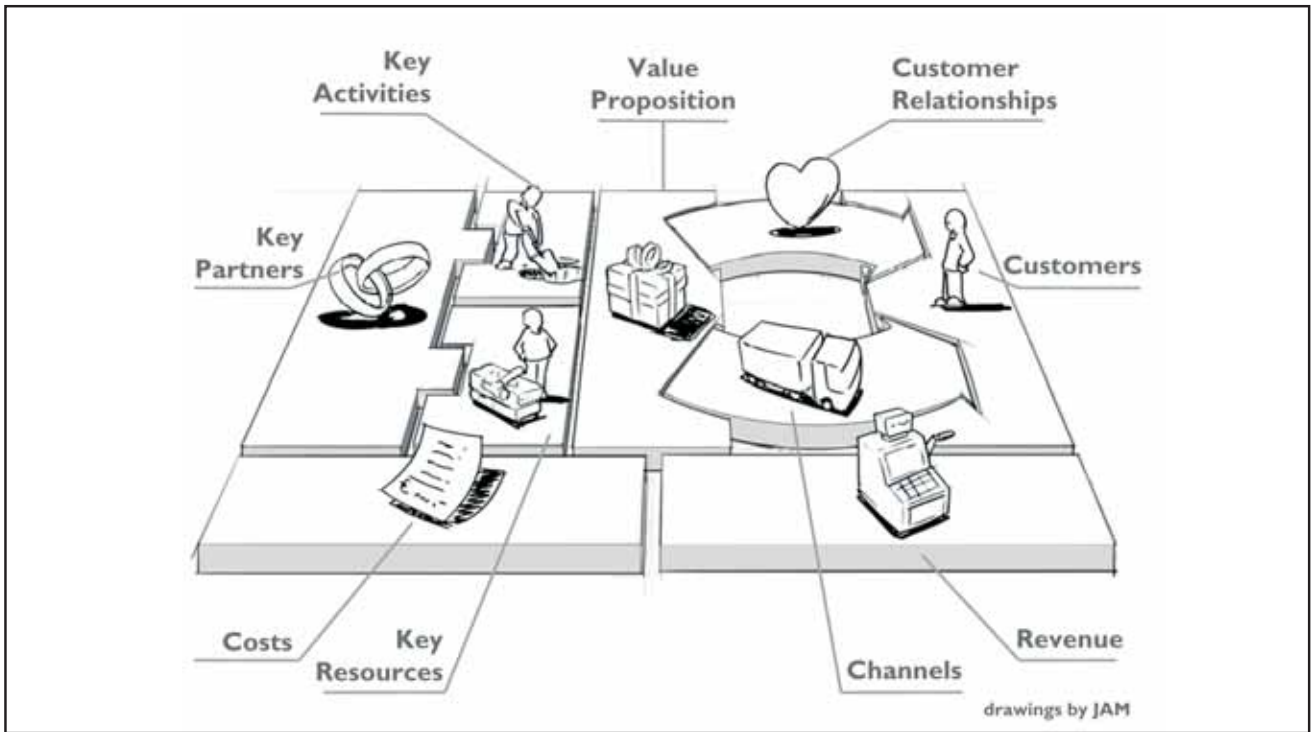 Key
Activities
Value
Proposition
Customer
Relationships
Key
Partners
Customers
Costs
Key
Resources
Channels
Revenue
drawings by JAM